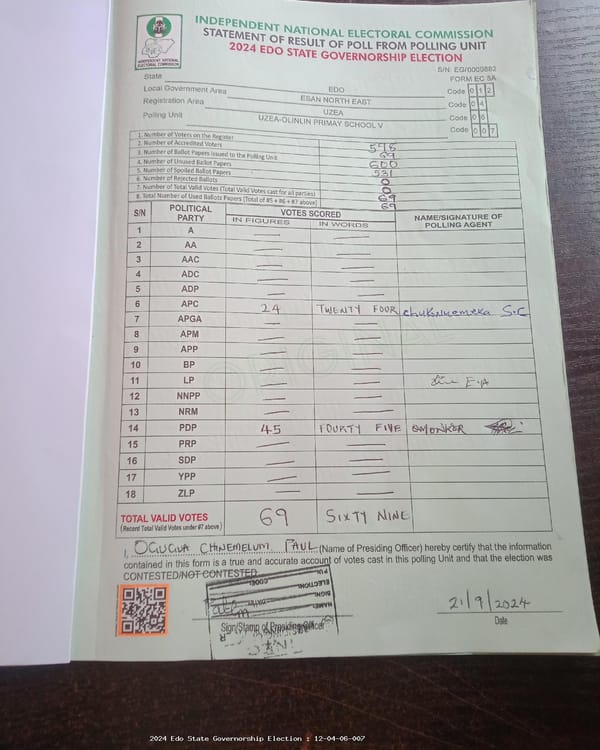 INDEPENDENT NATIONAL ELECTORAL COMMISSION
STATEMENT OF RESULT OF POLL FROM POLLING UNIT
2024 EDO STATE GOVERNORSHIP ELECTION
INDEPENDENT NATIONAL ELECTORAL COMMISSION
S/N: EG/0009882
FORM EC 8A
State EDO Code 0 1 2
Local Government Area ESAN NORTH EAST Code 0 4
Registration Area UZEA Code 0 6
Polling Unit UZEA-OLINLIN PRIMAY SCHOOL V Code 0 0 7
1. Number of Voters on the Register 595
2. Number of Accredited Voters 69
3. Number of Ballot Papers issued to the Polling Unit 600
4. Number of Unused Ballot Papers 531
5. Number of Spoiled Ballot Papers 0
6. Number of Rejected Ballots 0
7. Number of Total Valid Votes (Total Valid Votes cast for all parties) 69
8. Total Number of Used Ballots Papers (Total of #5 + #6 + #7 above) 69
S/N POLITICAL PARTY VOTES SCORED NAME/SIGNATURE OF POLLING AGENT
IN FIGURES IN WORDS
1 A — —
2 AA — —
3 AAC — —
4 ADC — —
5 ADP — —
6 APC 24 TWENTY FOUR Chukwuemeka S.C
7 APGA — —
8 APM — —
9 APP — —
10 BP — —
11 LP — — E.A
12 NNPP — —
13 NRM — —
14 PDP 45 FOURTY FIVE OMONKER
15 PRP — —
16 SDP — —
17 YPP — —
18 ZLP — —
TOTAL VALID VOTES 69 SIXTY NINE
(Record Total Valid Votes under #7 above)
I, OGUGUA CHINEMELUM PAUL (Name of Presiding Officer) hereby certify that the information
contained in this form is a true and accurate account of votes cast in this polling Unit and that the election was
CONTESTED/NOT CONTESTED
21/9/2024
Sign/Stamp of Presiding Officer
Date
2024 Edo State Governorship Election : 12-04-06-007